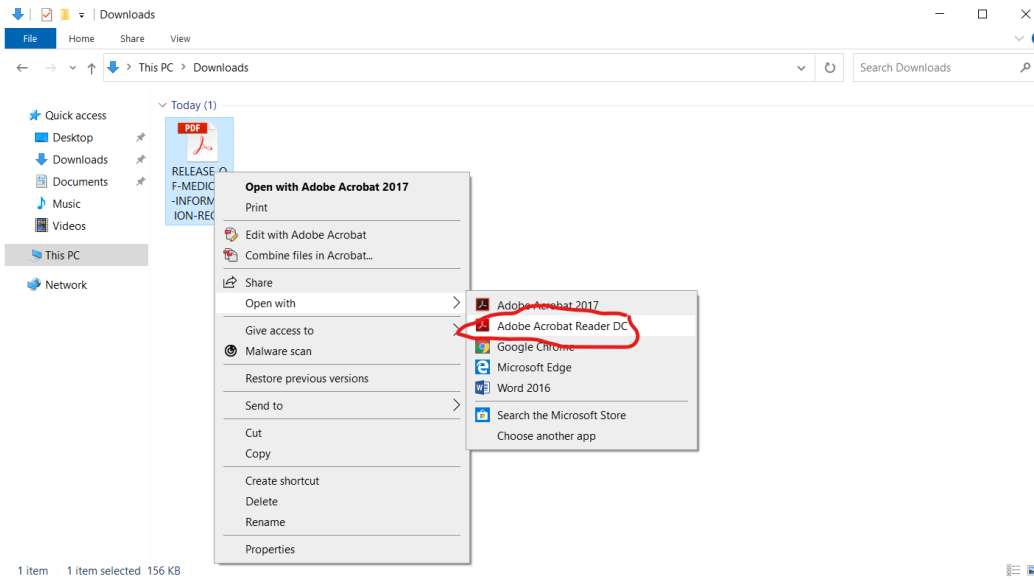 Downloads
File
Home
Share
View
This PC
Downloads
Search Downloads
Quick access
Desktop
Downloads
Documents
Music
Videos
This PC
Network
Today (1)
PDF
RELEASE_O
F-MEDIC
-INFORM
ION-REC
Open with Adobe Acrobat 2017
Print
Edit with Adobe Acrobat
Combine files in Acrobat...
Share
Open with
Give access to
Malware scan
Restore previous versions
Send to
Cut
Copy
Create shortcut
Delete
Rename
Properties
Adobe Acrobat 2017
Adobe Acrobat Reader DC
Google Chrome
Microsoft Edge
Word 2016
Search the Microsoft Store
Choose another app
1 item
1 item selected 156 KB